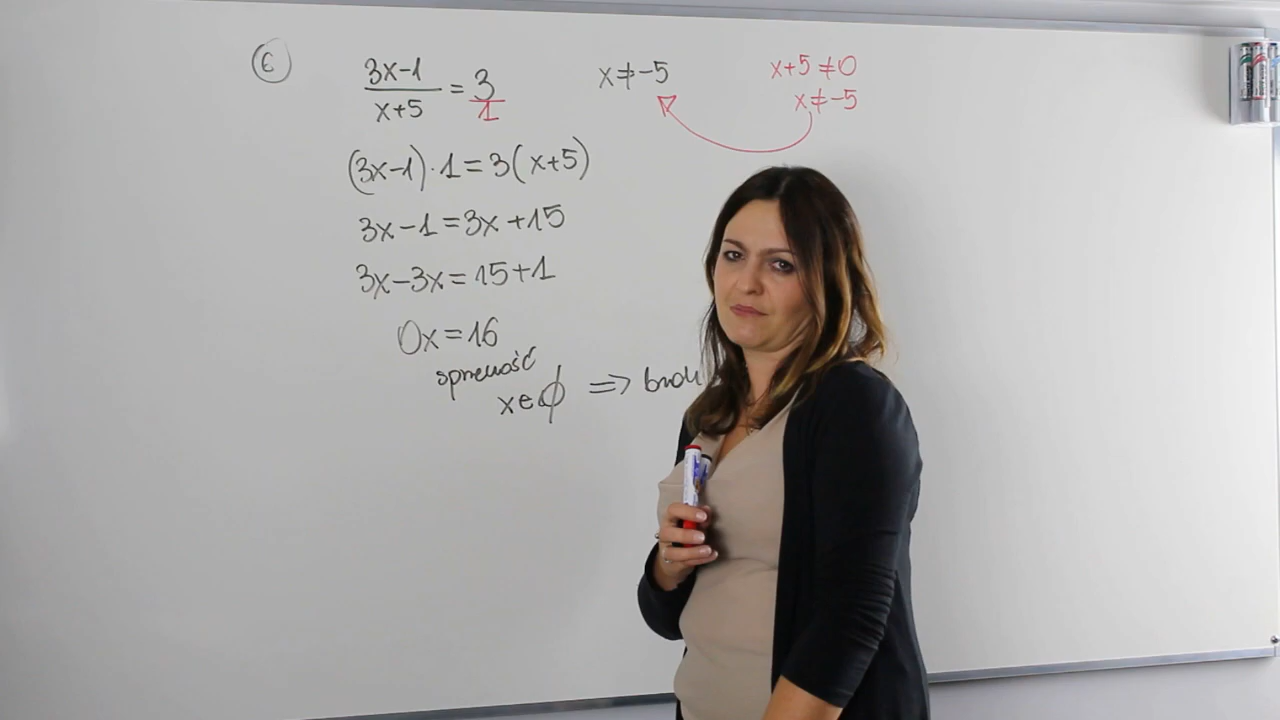 6
3x-1/x+5 = 3/1 x≠-5 x+5≠0
x≠-5
(3x-1)·1=3(x+5)
3x-1=3x+15
3x-3x=15+1
0x=16
sprzeczność
x∈∅ ⇒